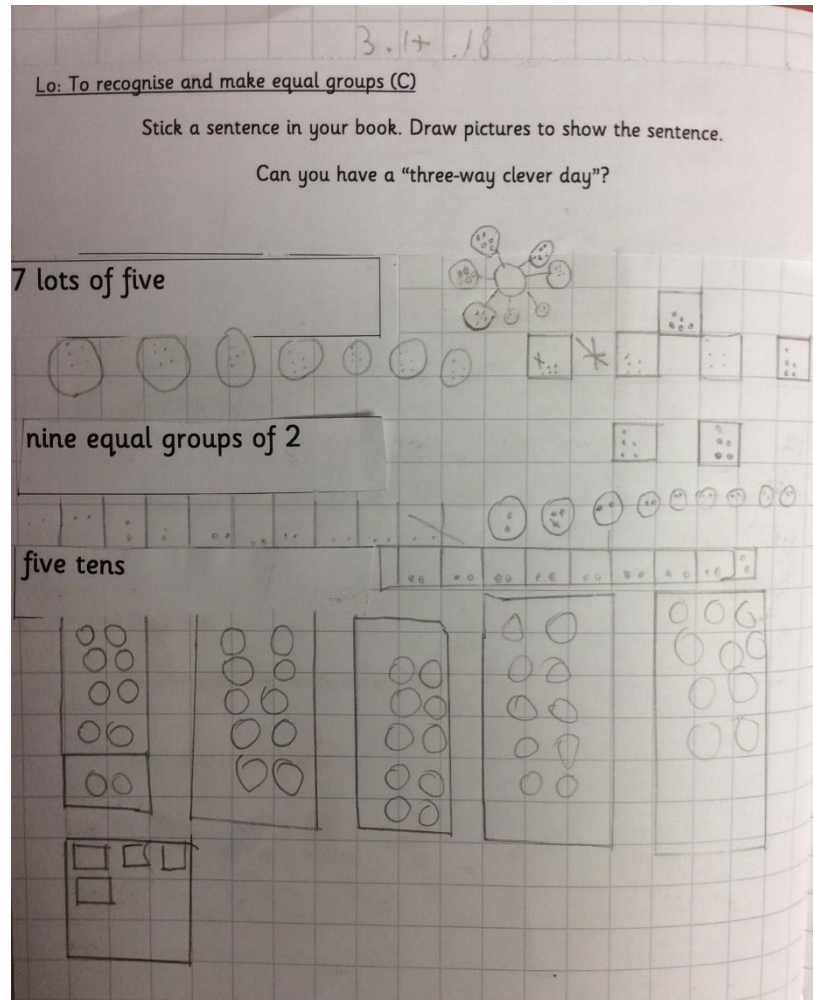 3.1+.18
Lo: To recognise and make equal groups (C)
Stick a sentence in your book. Draw pictures to show the sentence.
Can you have a “three-way clever day”?
7 lots of five
nine equal groups of 2
five tens